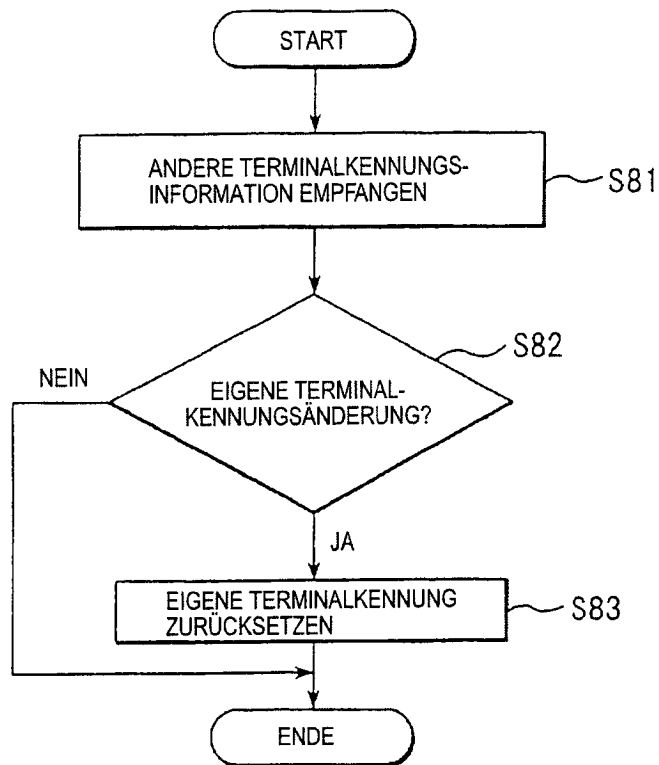 START
ANDERE TERMINALKENNUNGS-
INFORMATION EMPFANGEN
S81
S82
NEIN
EIGENE TERMINAL-
KENNUNGSÄNDERUNG?
JA
EIGENE TERMINALKENNUNG
ZURÜCKSETZEN
S83
ENDE